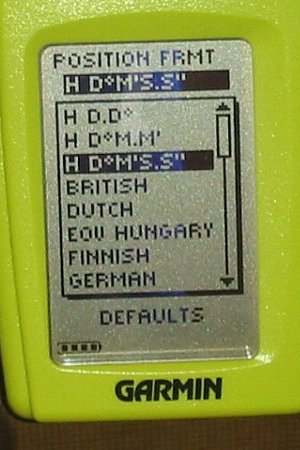 POSITION FRMT
H D°M'S.S"
H D.D°
H D°M.M'
H D°M'S.S"
BRITISH
DUTCH
EOV HUNGARY
FINNISH
GERMAN
DEFAULTS
GARMIN